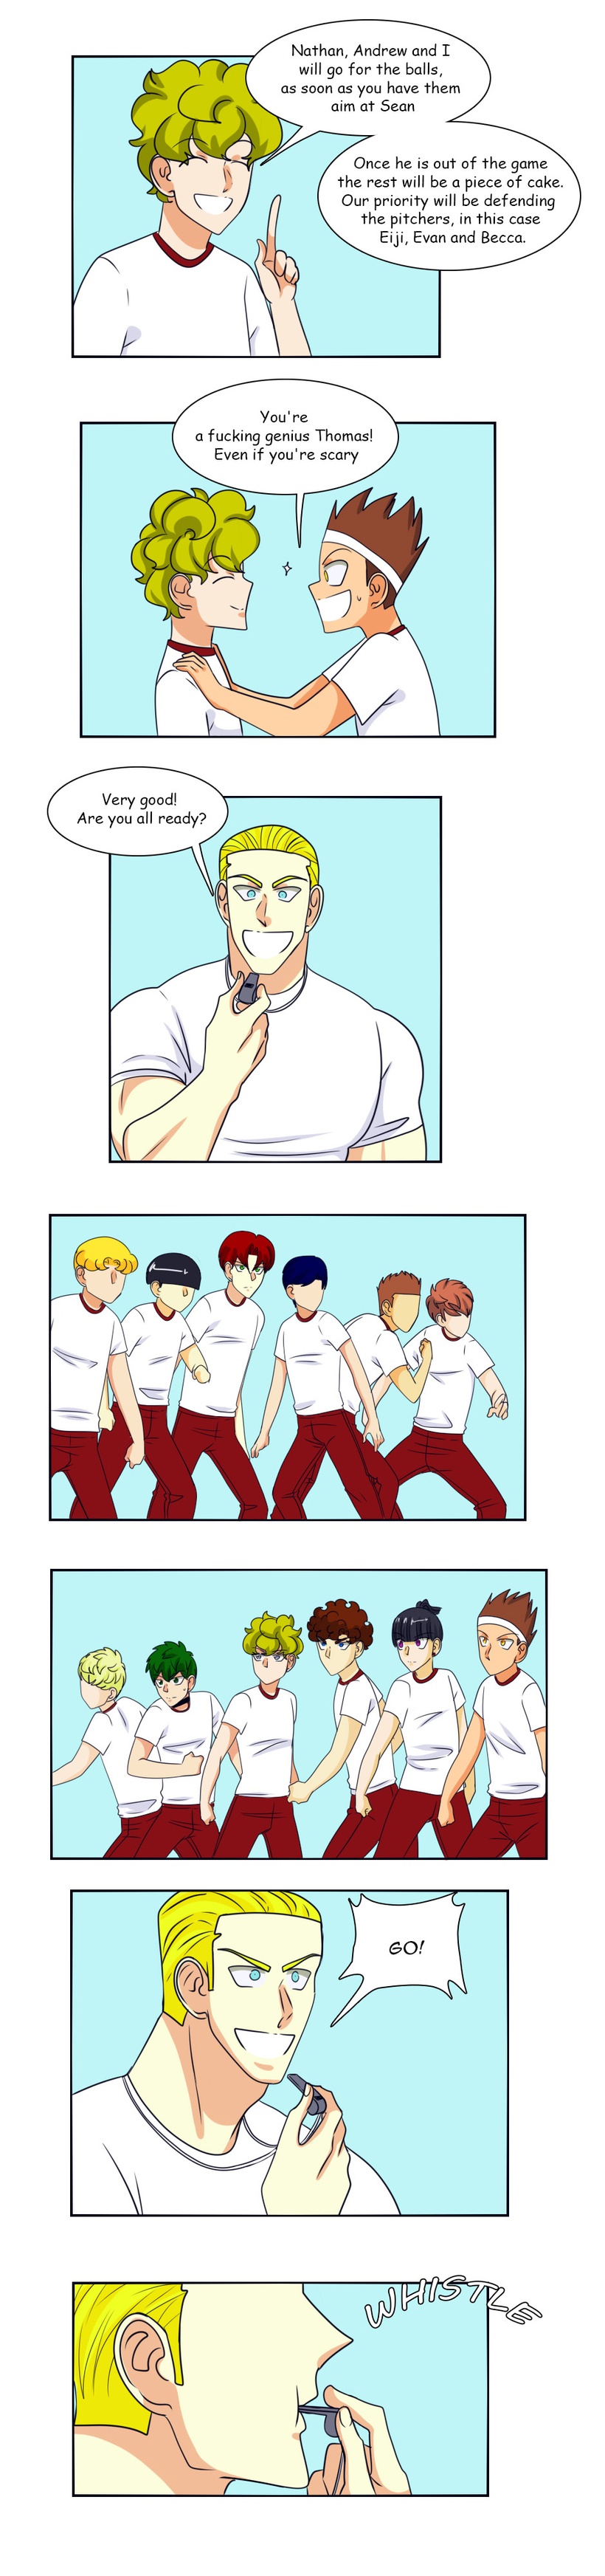 Nathan, Andrew and I
will go for the balls,
as soon as you have them
aim at Sean
Once he is out of the game
the rest will be a piece of cake.
Our priority will be defending
the pitchers, in this case
Eiji, Evan and Becca.
You're
a fucking genius Thomas!
Even if you're scary
Very good!
Are you all ready?
GO!
WHISTLE